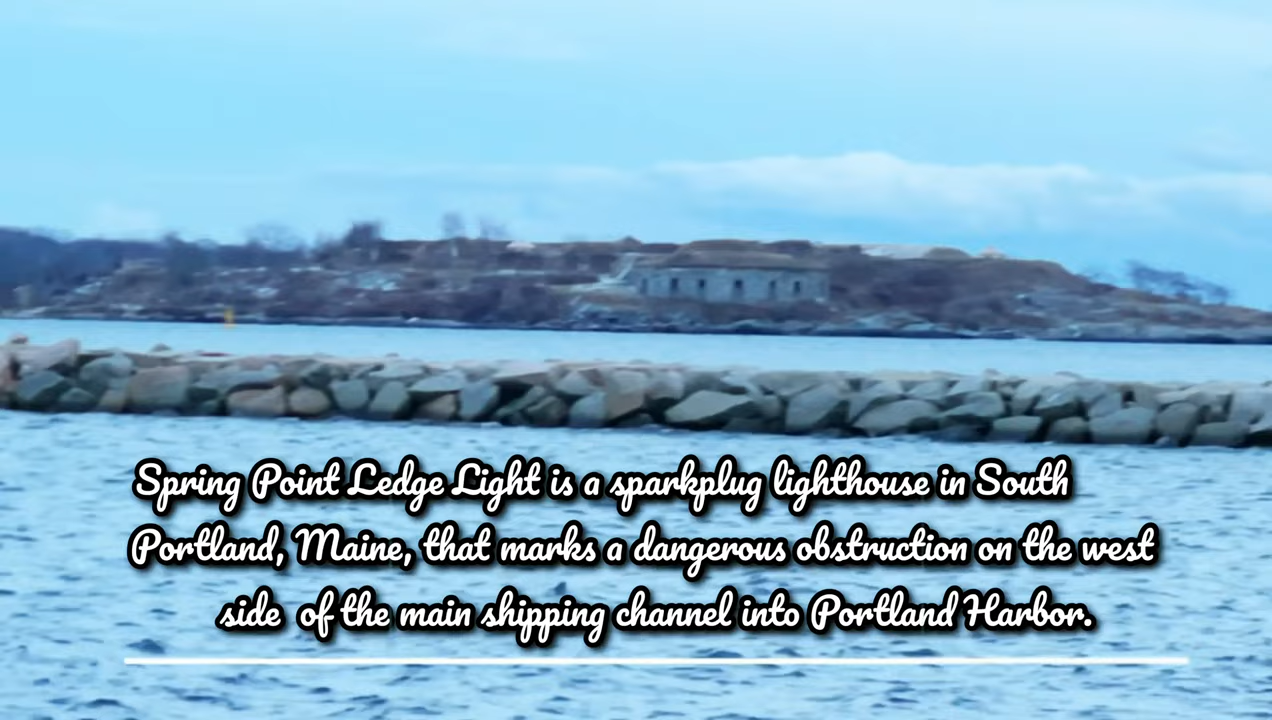 Spring Point Ledge Light is a sparkplug lighthouse in South
Portland, Maine, that marks a dangerous obstruction on the west
side of the main shipping channel into Portland Harbor.